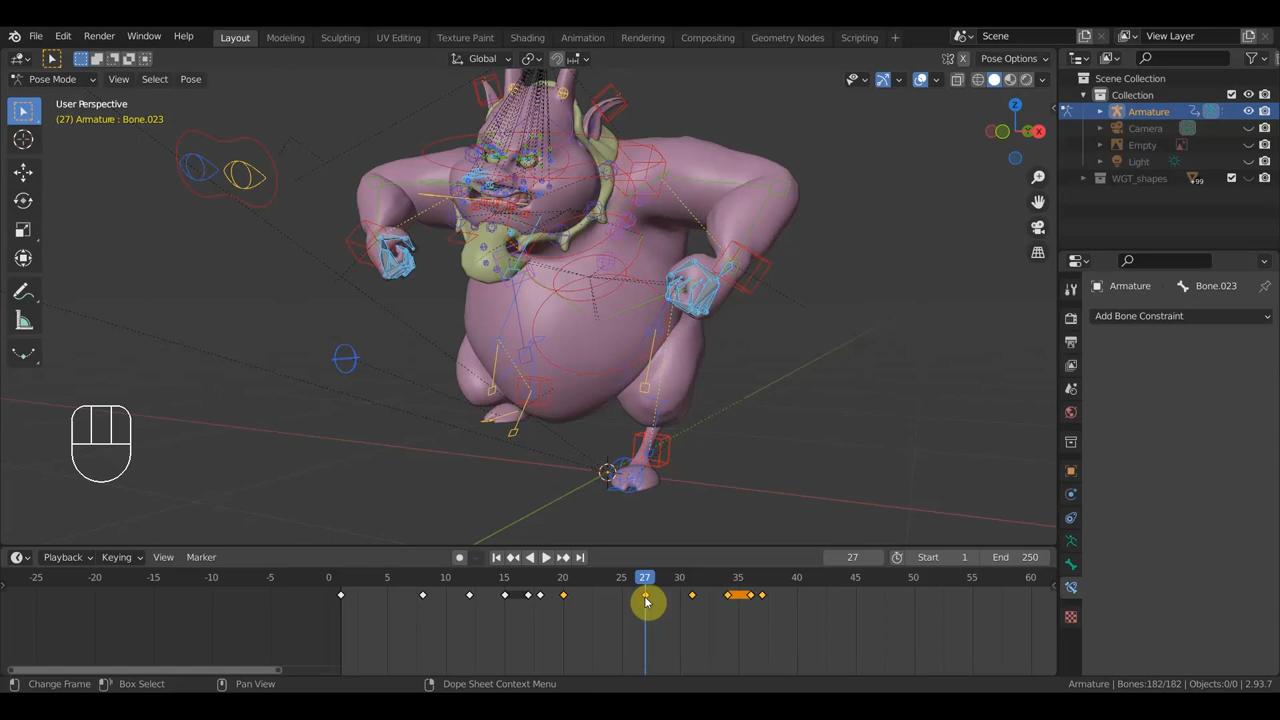 File Edit Render Window Help Layout Modeling Sculpting UV Editing Texture Paint Shading Animation Rendering Compositing Geometry Nodes Scripting + Scene View Layer
Global X Pose Options
Pose Mode View Select Pose
User Perspective
(27) Armature : Bone.023
Z
Y
X
Scene Collection
Collection
Armature
Camera
Empty
Light
WGT_shapes 99
Armature Bone.023
Add Bone Constraint
Playback Keying View Marker 27 Start 1 End 250
-25 -20 -15 -10 -5 0 5 10 15 20 25 27 30 35 40 45 50 55 60
Change Frame Box Select Pan View Dope Sheet Context Menu Armature | Bones:182/182 | Objects:0/0 | 2.93.7